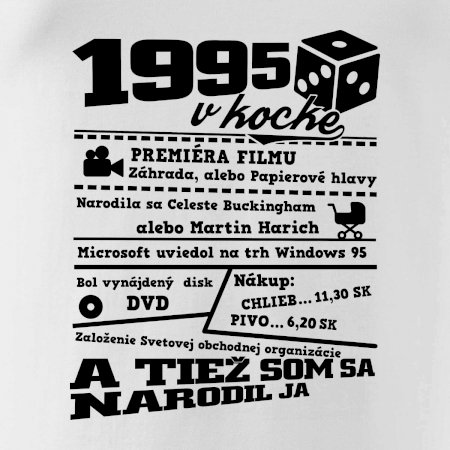 1995
v kocke
PREMIÉRA FILMU
Záhrada, alebo Papierové hlavy
Narodila sa Celeste Buckingham
alebo Martin Harich
Microsoft uviedol na trh Windows 95
Bol vynájdený disk
DVD
Nákup:
CHLIEB... 11,30 SK
PIVO... 6,20 SK
Založenie Svetovej obchodnej organizácie
A TIEŽ SOM SA
NARODIL JA